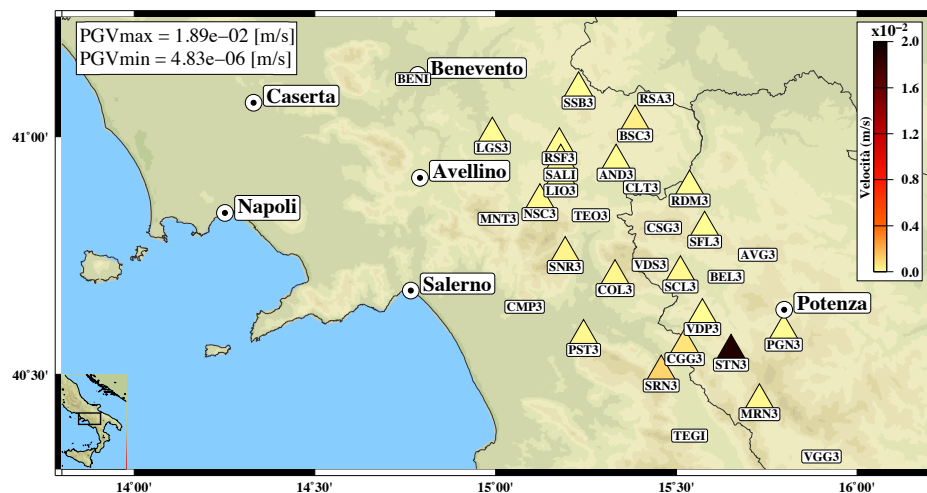 PGVmax = 1.89e−02 [m/s]
PGVmin = 4.83e−06 [m/s]
x10−2
2.0
1.6
1.2
0.8
0.4
0.0
Velocità (m/s)
Benevento
BENI
Caserta
SSB3
RSA3
BSC3
41°00'
LGS3
RSF3
SALI
AND3
Avellino
LIO3
CLT3
RDM3
Napoli
NSC3
MNT3
TEO3
CSG3
SFL3
AVG3
SNR3
VDS3
BEL3
COL3
SCL3
Salerno
CMP3
Potenza
VDP3
PST3
PGN3
CGG3
STN3
40°30'
SRN3
MRN3
TEGI
VGG3
14°00'
14°30'
15°00'
15°30'
16°00'